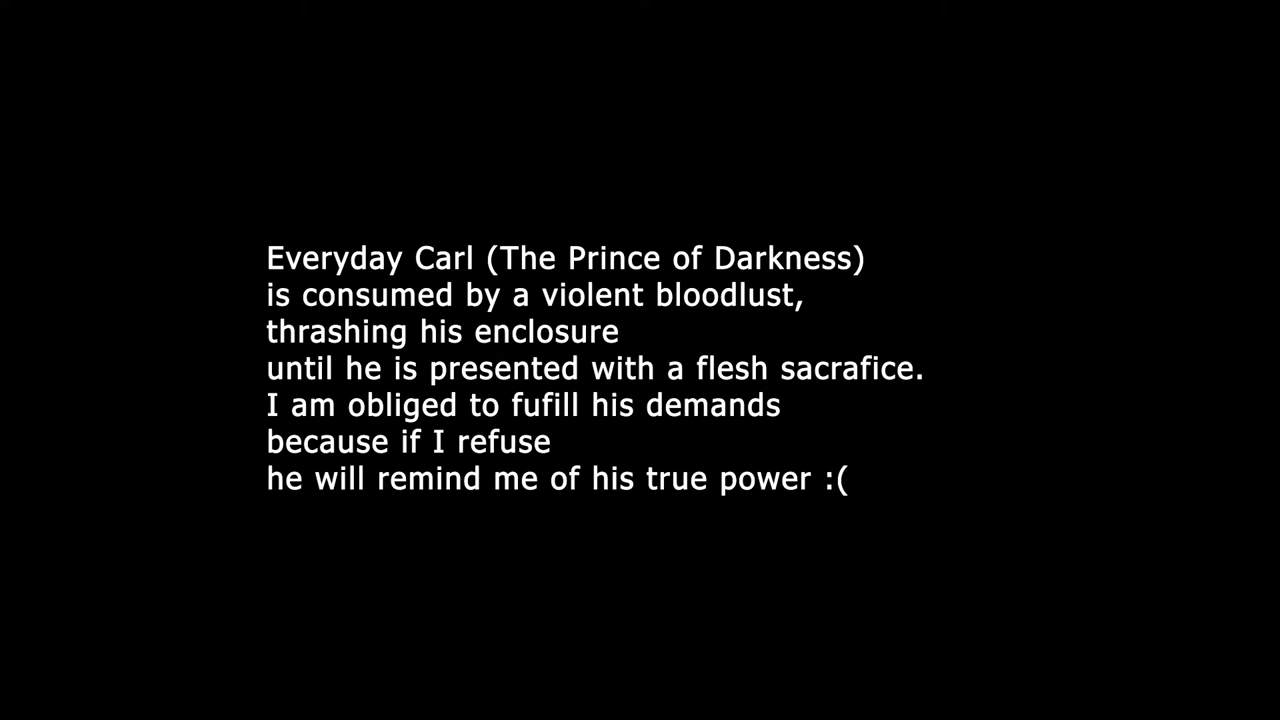 Everyday Carl (The Prince of Darkness)
is consumed by a violent bloodlust,
thrashing his enclosure
until he is presented with a flesh sacrafice.
I am obliged to fufill his demands
because if I refuse
he will remind me of his true power :(